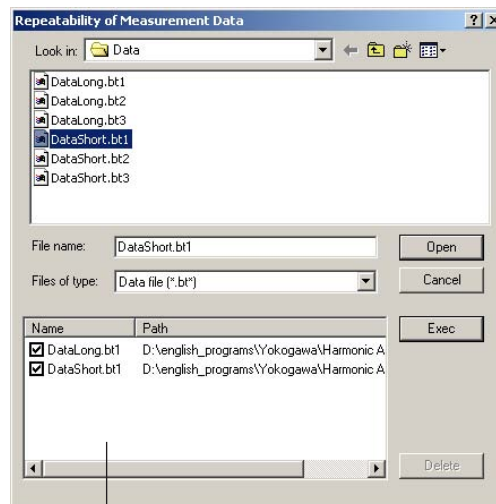 Repeatability of Measurement Data
Look in: Data
DataLong.bt1
DataLong.bt2
DataLong.bt3
DataShort.bt1
DataShort.bt2
DataShort.bt3
File name: DataShort.bt1 Open
Files of type: Data file (*.bt*) Cancel
Name Path Exec
DataLong.bt1 D:\english_programs\Yokogawa\Harmonic A
DataShort.bt1 D:\english_programs\Yokogawa\Harmonic A
Delete